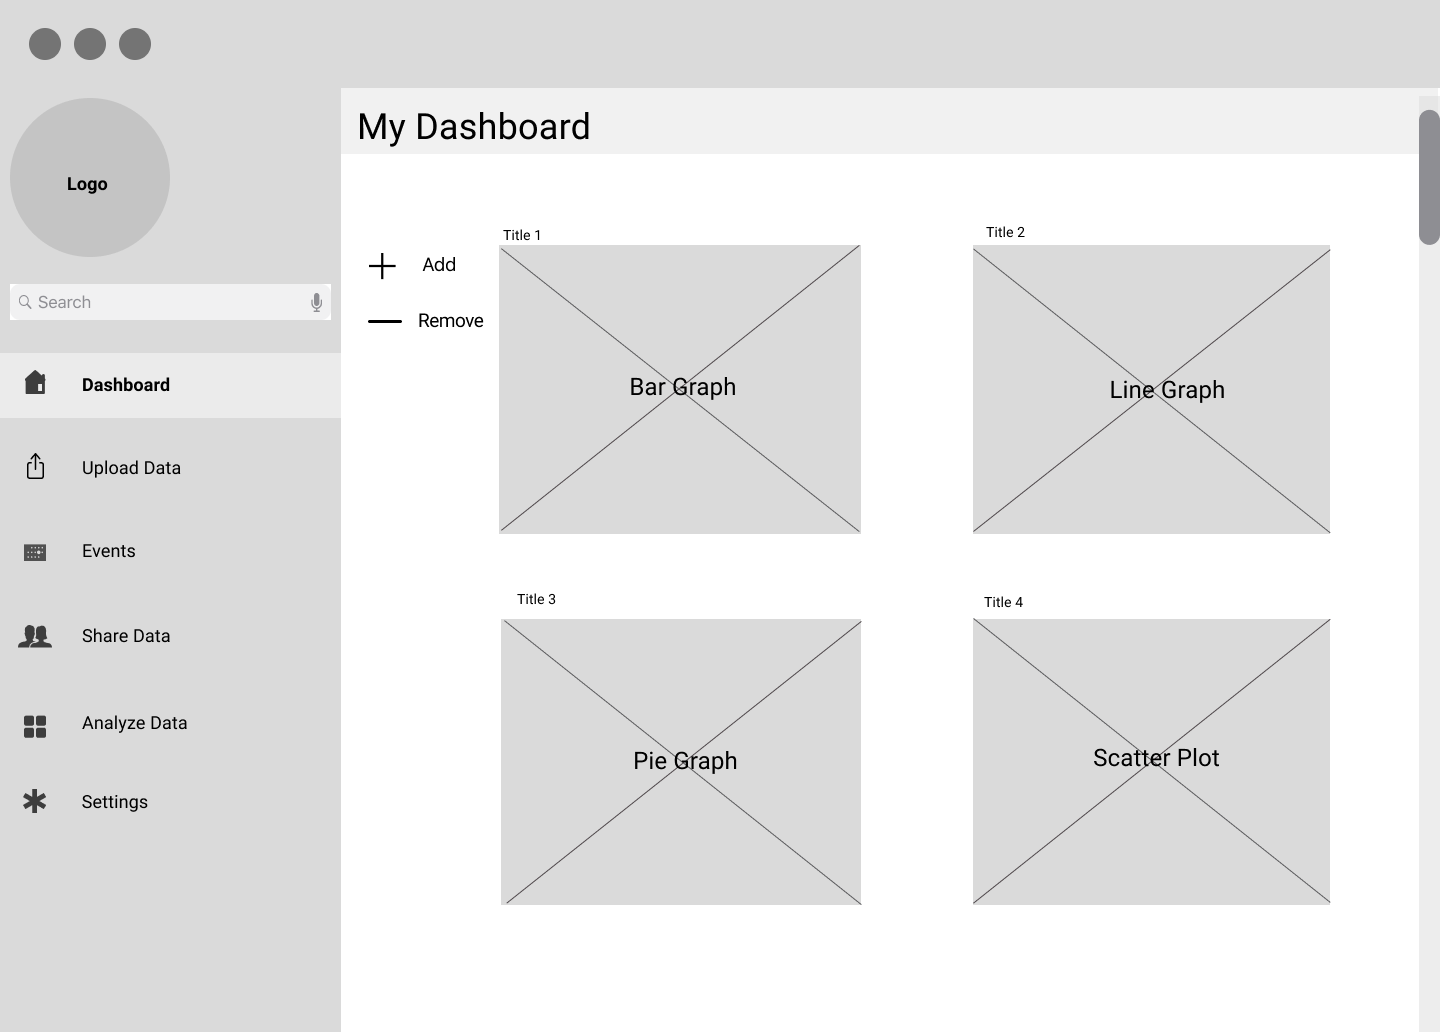 My Dashboard
Logo
Search
Dashboard
Upload Data
Events
Share Data
Analyze Data
Settings
Add
Remove
Title 1
Bar Graph
Title 2
Line Graph
Title 3
Pie Graph
Title 4
Scatter Plot